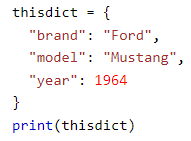 thisdict = {
  "brand": "Ford",
  "model": "Mustang",
  "year": 1964
}
print(thisdict)